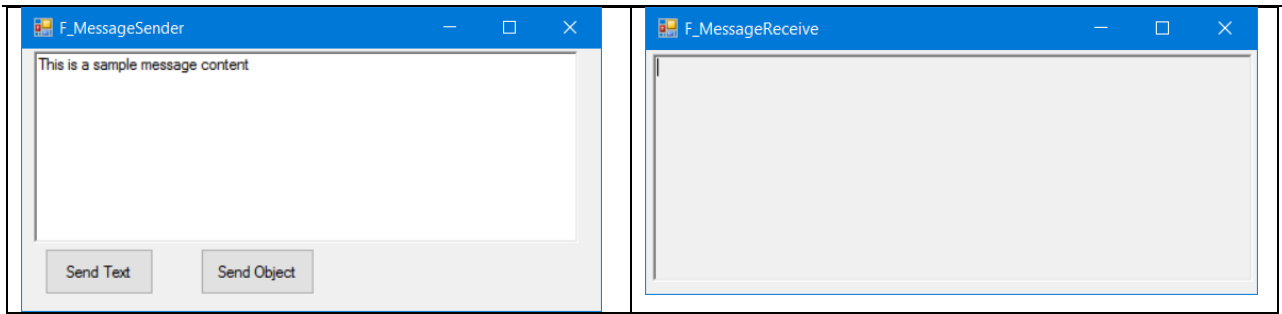 F_MessageSender
This is a sample message content
Send Text
Send Object
F_MessageReceive